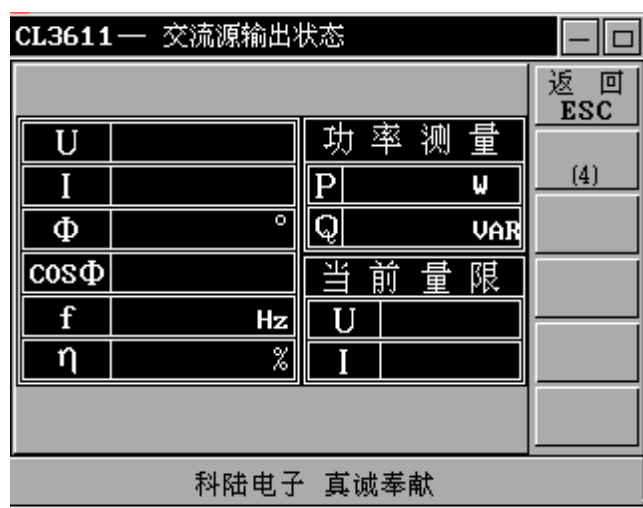 CL3611— 交流源输出状态
返 回
ESC
(4)
U
I
Φ °
cosΦ
f Hz
η %
功 率 测 量
P W
Q VAR
当 前 量 限
U
I
科陆电子 真诚奉献